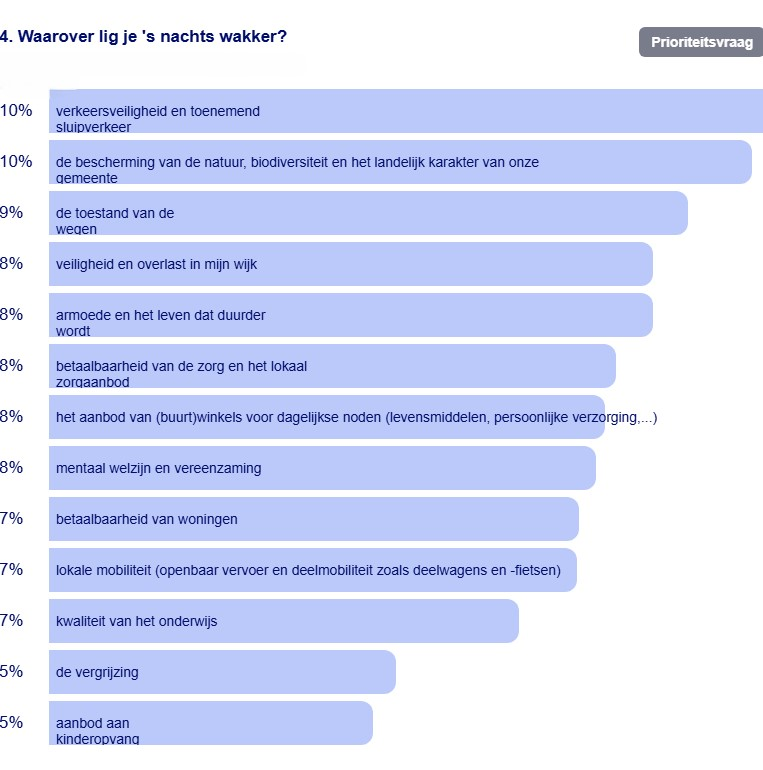 4. Waarover lig je 's nachts wakker?
Prioriteitsvraag
10% verkeersveiligheid en toenemend
sluipverkeer
10% de bescherming van de natuur, biodiversiteit en het landelijk karakter van onze
gemeente
9% de toestand van de
wegen
8% veiligheid en overlast in mijn wijk
8% armoede en het leven dat duurder
wordt
8% betaalbaarheid van de zorg en het lokaal
zorgaanbod
8% het aanbod van (buurt)winkels voor dagelijkse noden (levensmiddelen, persoonlijke verzorging,...)
8% mentaal welzijn en vereenzaming
7% betaalbaarheid van woningen
7% lokale mobiliteit (openbaar vervoer en deelmobiliteit zoals deelwagens en -fietsen)
7% kwaliteit van het onderwijs
5% de vergrijzing
5% aanbod aan
kinderopvang